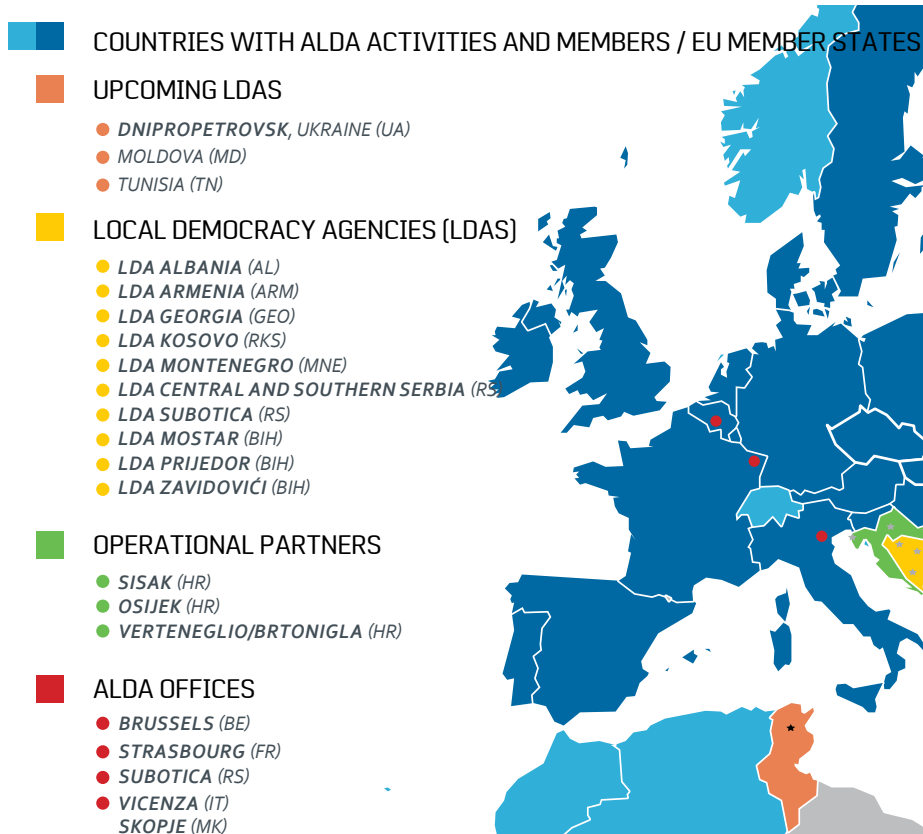 COUNTRIES WITH ALDA ACTIVITIES AND MEMBERS / EU MEMBER STATES
UPCOMING LDAS
DNIPROPETROVSK, UKRAINE (UA)
MOLDOVA (MD)
TUNISIA (TN)
LOCAL DEMOCRACY AGENCIES (LDAS)
LDA ALBANIA (AL)
LDA ARMENIA (ARM)
LDA GEORGIA (GEO)
LDA KOSOVO (RKS)
LDA MONTENEGRO (MNE)
LDA CENTRAL AND SOUTHERN SERBIA (RS)
LDA SUBOTICA (RS)
LDA MOSTAR (BIH)
LDA PRIJEDOR (BIH)
LDA ZAVIDOVIĆI (BIH)
OPERATIONAL PARTNERS
SISAK (HR)
OSIJEK (HR)
VERTENEGLIO/BRTONIGLA (HR)
ALDA OFFICES
BRUSSELS (BE)
STRASBOURG (FR)
SUBOTICA (RS)
VICENZA (IT)
SKOPJE (MK)